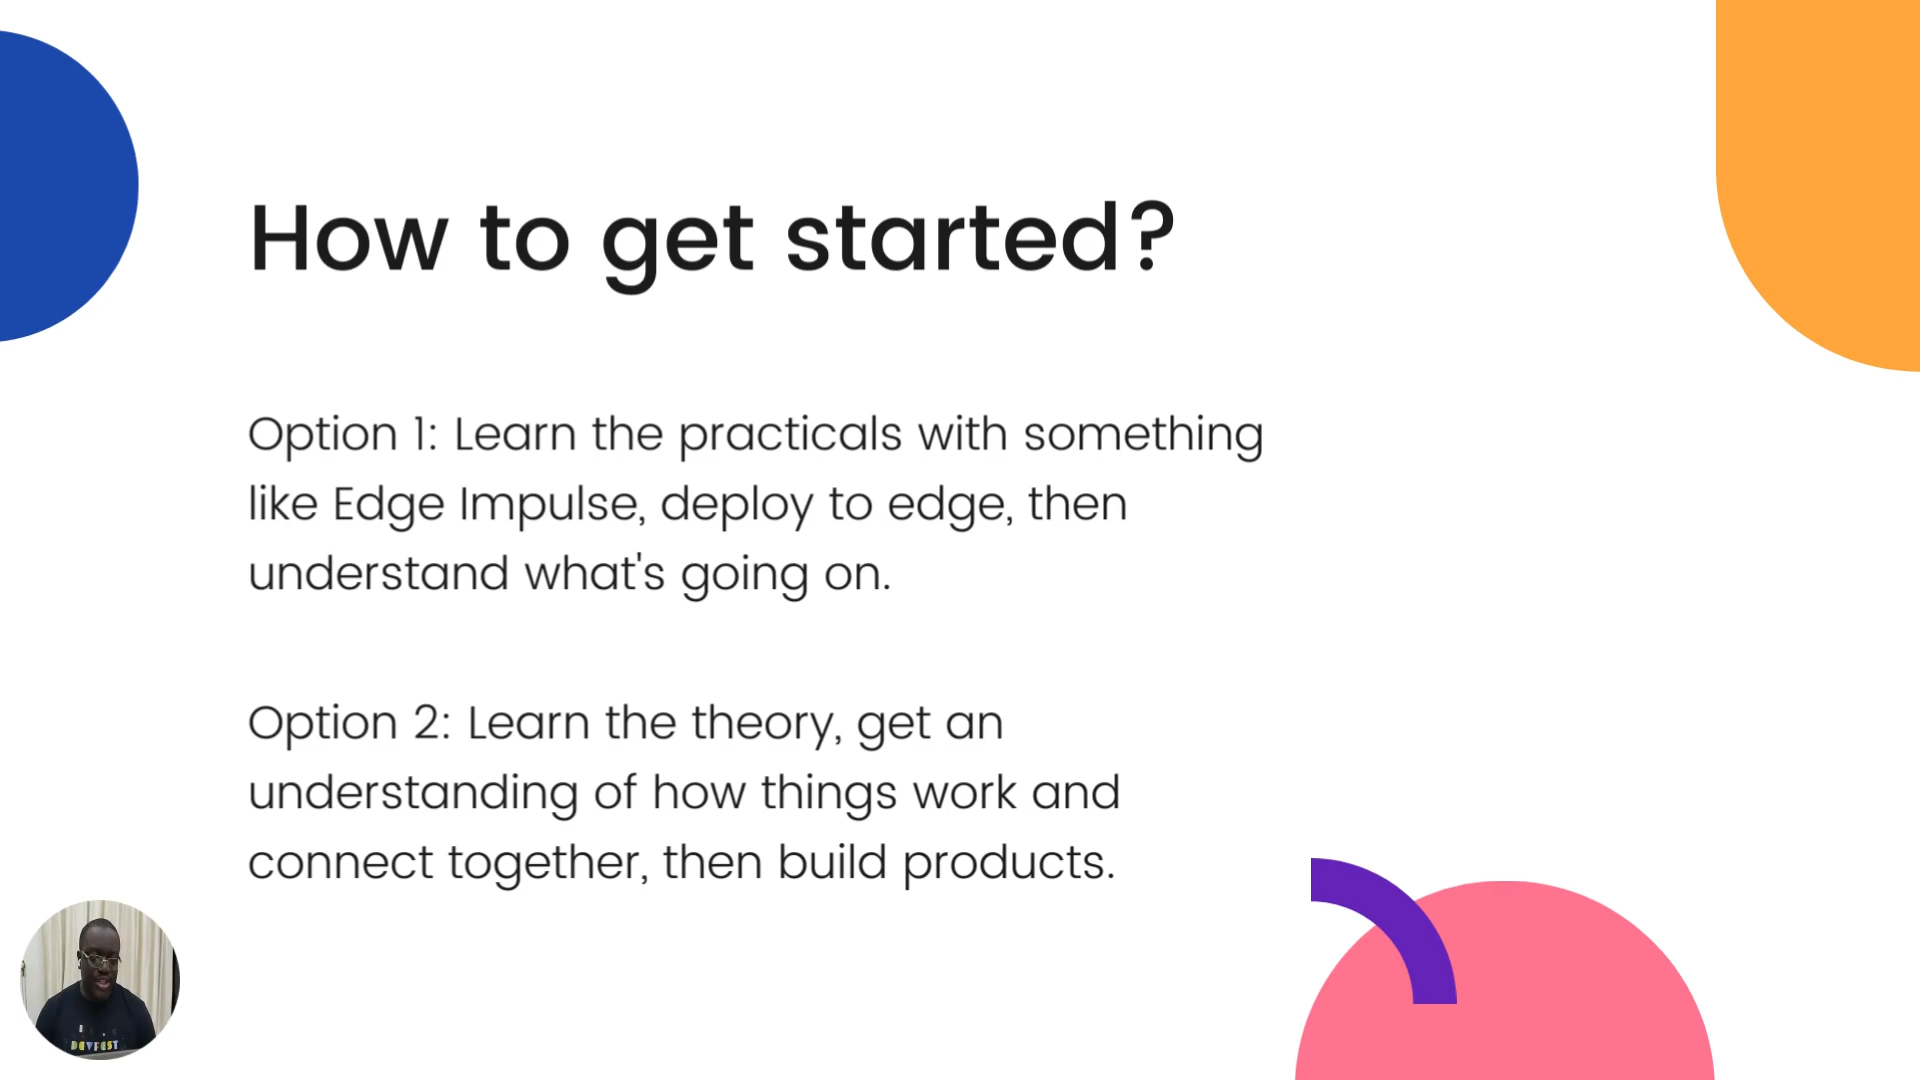 How to get started?
Option 1: Learn the practicals with something
like Edge Impulse, deploy to edge, then
understand what's going on.
Option 2: Learn the theory, get an
understanding of how things work and
connect together, then build products.
DEVFEST